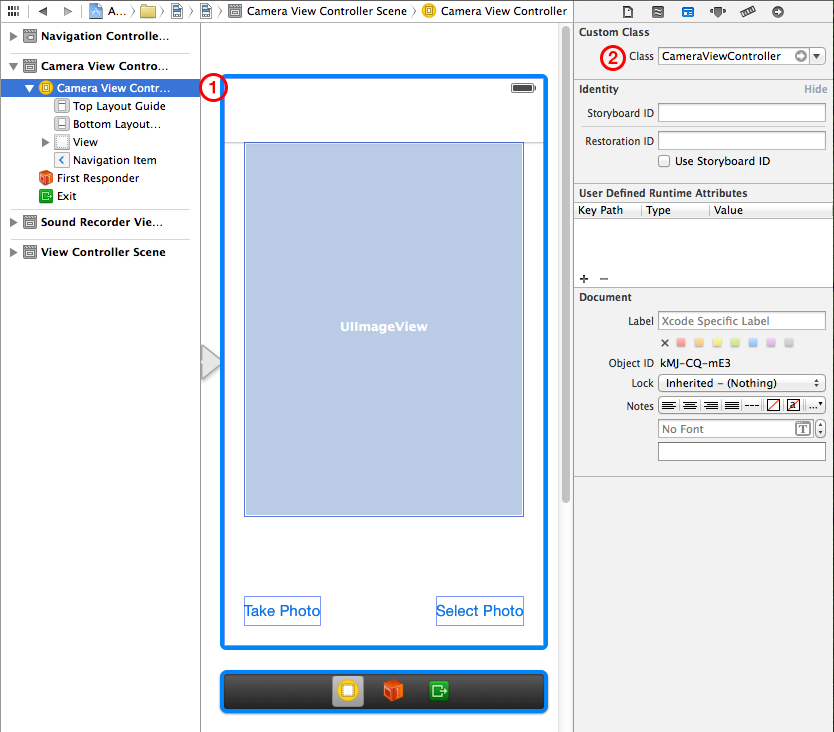 A... Camera View Controller Scene Camera View Controller
Navigation Controlle...
Camera View Contro...
Camera View Contr...
Top Layout Guide
Bottom Layout...
View
Navigation Item
First Responder
Exit
Sound Recorder Vie...
View Controller Scene
1
UIImageView
Take Photo
Select Photo
Custom Class
2 Class CameraViewController
Identity Hide
Storyboard ID
Restoration ID
Use Storyboard ID
User Defined Runtime Attributes
Key Path Type Value
Document
Label Xcode Specific Label
Object ID kMJ-CQ-mE3
Lock Inherited - (Nothing)
Notes
No Font T